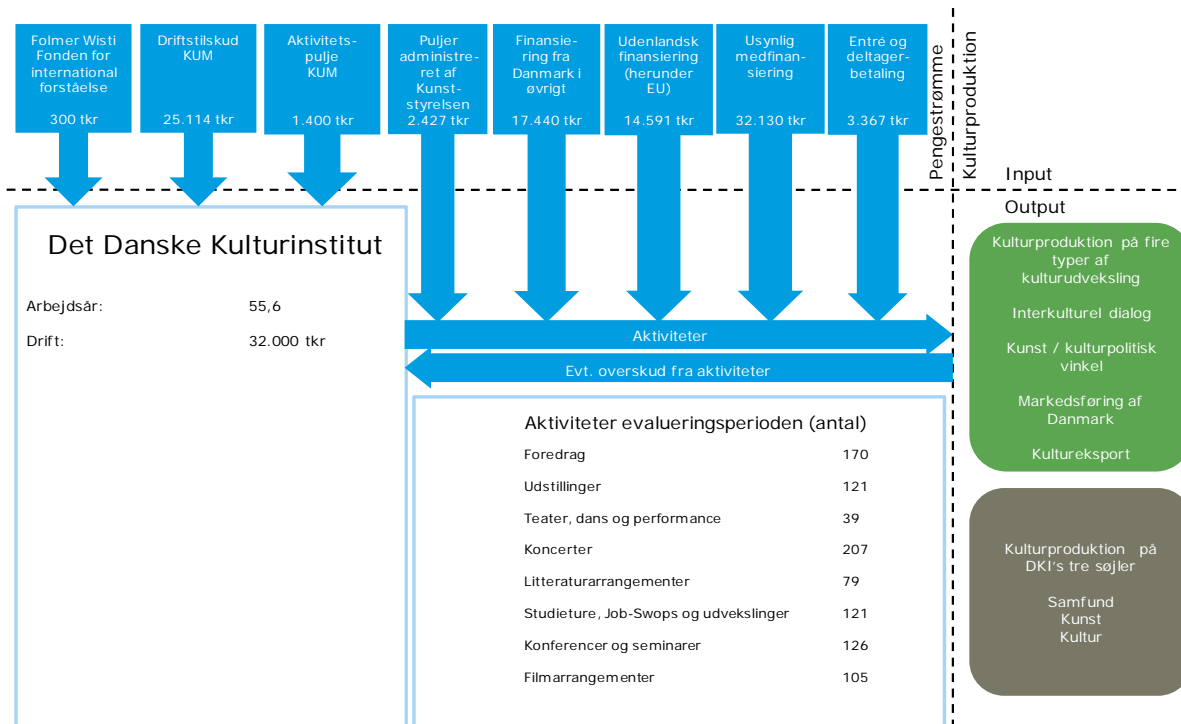 Folmer Wisti
Fonden for
international
forståelse
300 tkr
Driftstilskud
KUM
25.114 tkr
Aktivitets-
pulje
KUM
1.400 tkr
Puljer
administre-
ret af
Kunst-
styrelsen
2.427 tkr
Finansie-
ring fra
Danmark i
øvrigt
17.440 tkr
Udenlandsk
finansiering
(herunder
EU)
14.591 tkr
Usynlig
medfinan-
siering
32.130 tkr
Entré og
deltager-
betaling
3.367 tkr
Pengestrømme
Kulturproduktion
Input
Output
Det Danske Kulturinstitut
Arbejdsår: 55,6
Drift: 32.000 tkr
Aktiviteter
Evt. overskud fra aktiviteter
Aktiviteter evalueringsperioden (antal)
Foredrag 170
Udstillinger 121
Teater, dans og performance 39
Koncerter 207
Litteraturarrangementer 79
Studieture, Job-Swops og udvekslinger 121
Konferencer og seminarer 126
Filmarrangementer 105
Kulturproduktion på fire
typer af
kulturudveksling
Interkulturel dialog
Kunst / kulturpolitisk
vinkel
Markedsføring af
Danmark
Kultureksport
Kulturproduktion på
DKI's tre søjler
Samfund
Kunst
Kultur